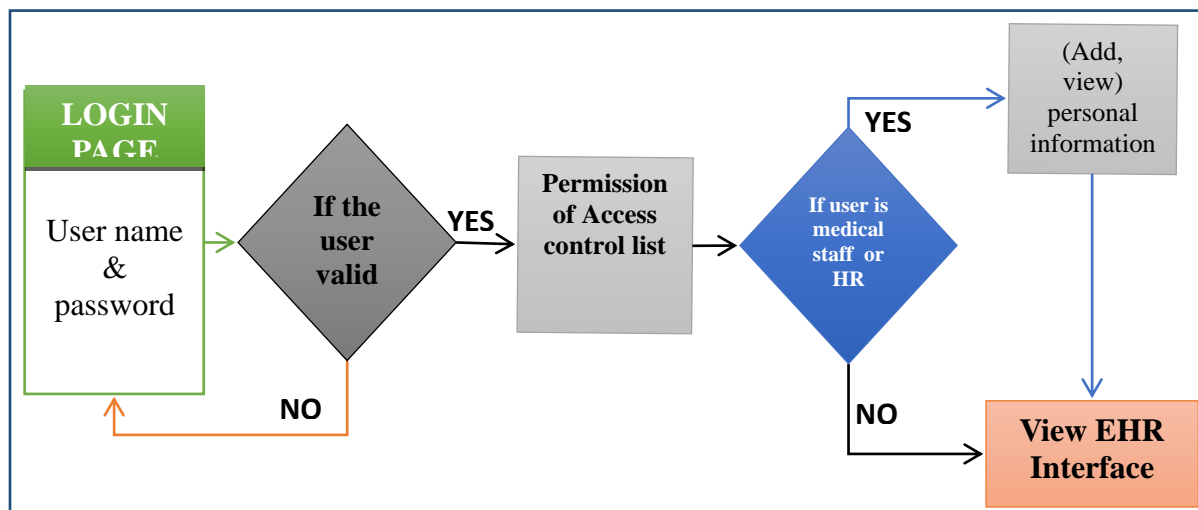 LOGIN
PAGE
User name
&
password
If the
user
valid
YES
NO
Permission
of Access
control list
If user is
medical
staff or
HR
YES
NO
(Add,
view)
personal
information
View EHR
Interface